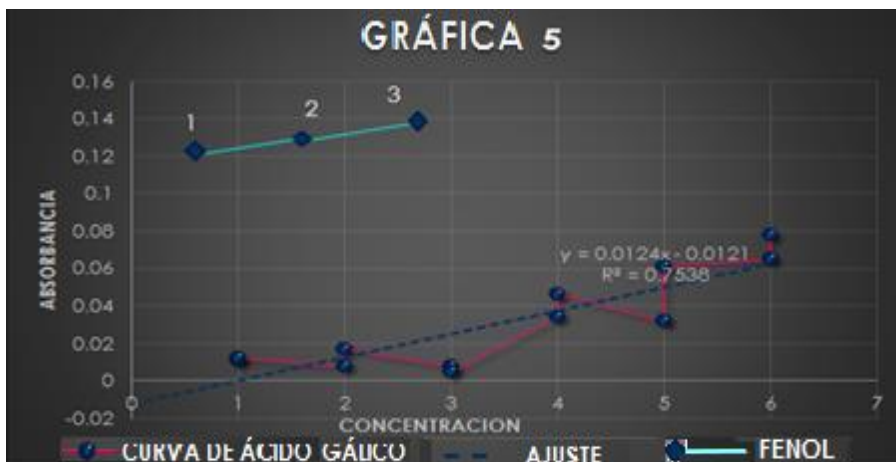 GRÁFICA 5
0.16
0.14
0.12
0.1
0.08
0.06
0.04
0.02
0
-0.02
ABSORBANCIA
1
2
3
y = 0.0124x - 0.0121
R² = 0.7538
0 1 2 3 4 5 6 7
CONCENTRACION
CURVA DE ÁCIDO GÁLICO AJUSTE FENOL